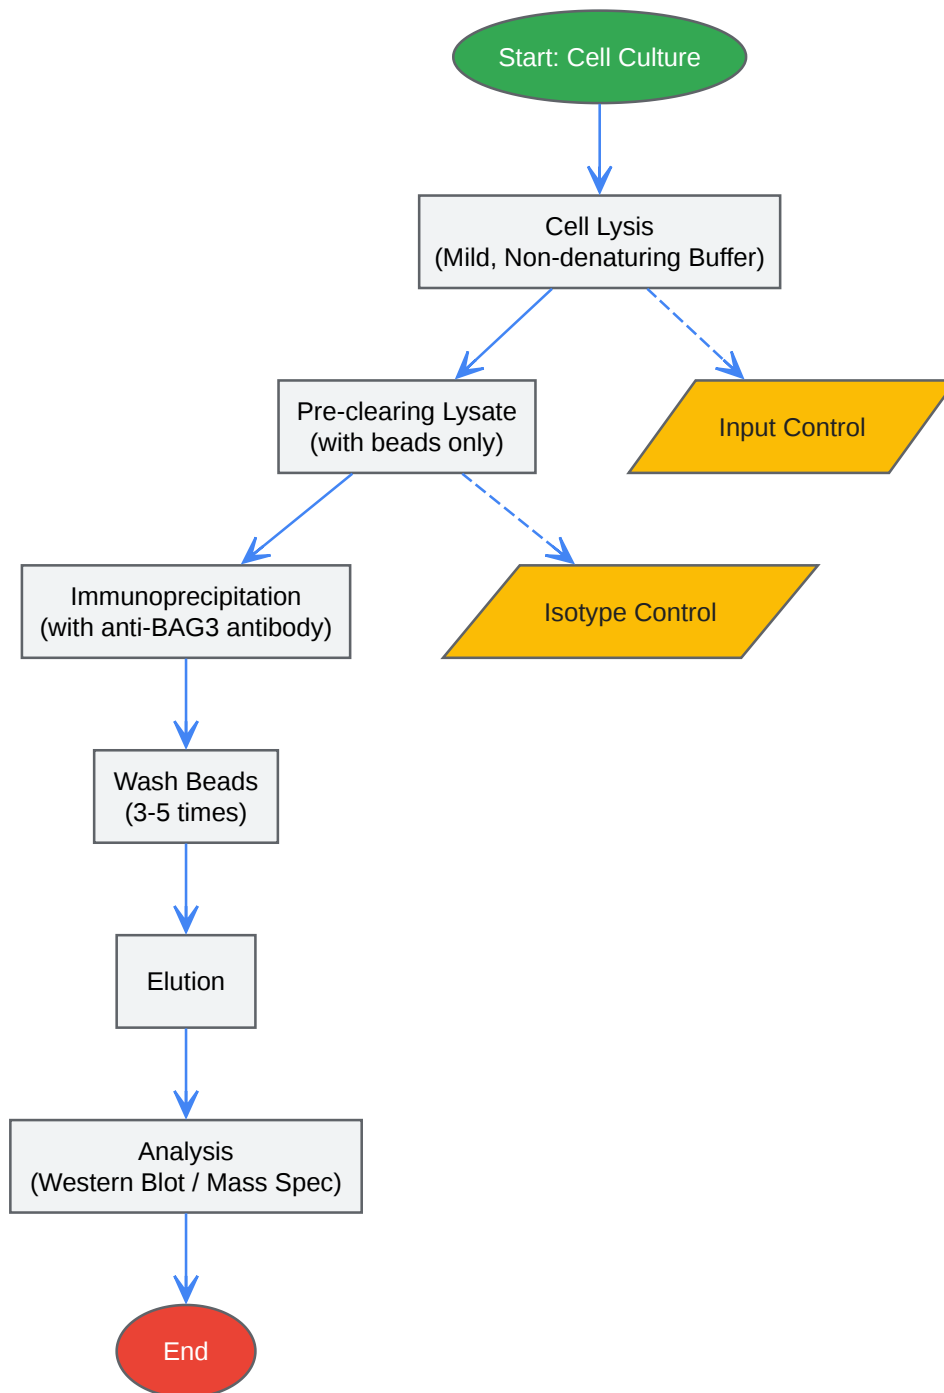 Start: Cell Culture
Cell Lysis
(Mild, Non-denaturing Buffer)
Pre-clearing Lysate
(with beads only)
Input Control
Immunoprecipitation
(with anti-BAG3 antibody)
Isotype Control
Wash Beads
(3-5 times)
Elution
Analysis
(Western Blot / Mass Spec)
End